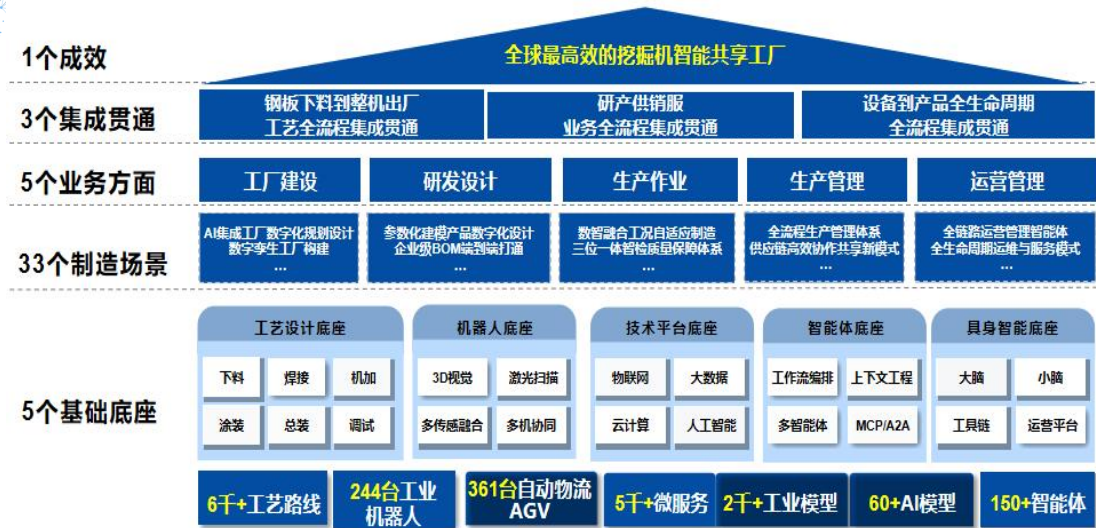 1个成效
全球最高效的挖掘机智能共享工厂
3个集成贯通
钢板下料到整机出厂
工艺全流程集成贯通
研产供销服
业务全流程集成贯通
设备到产品全生命周期
全流程集成贯通
5个业务方面
工厂建设
研发设计
生产作业
生产管理
运营管理
33个制造场景
AI集成工厂数字化规划设计
数字孪生工厂构建
...
参数化建模产品数字化设计
企业级BOM端到端打通
...
数智融合工况自适应制造
三位一体智检质量保障体系
...
全流程生产管理体系
供应链高效协作共享新模式
...
全链路运营管理智能体
全生命周期运维与服务模式
...
5个基础底座
工艺设计底座
下料
焊接
机加
涂装
总装
调试
机器人底座
3D视觉
激光扫描
多传感融合
多机协同
技术平台底座
物联网
大数据
云计算
人工智能
智能体底座
工作流编排
上下文工程
多智能体
MCP/A2A
具身智能底座
大脑
小脑
工具链
运营平台
6千+工艺路线
244台工业
机器人
361台自动物流
AGV
5千+微服务
2千+工业模型
60+AI模型
150+智能体